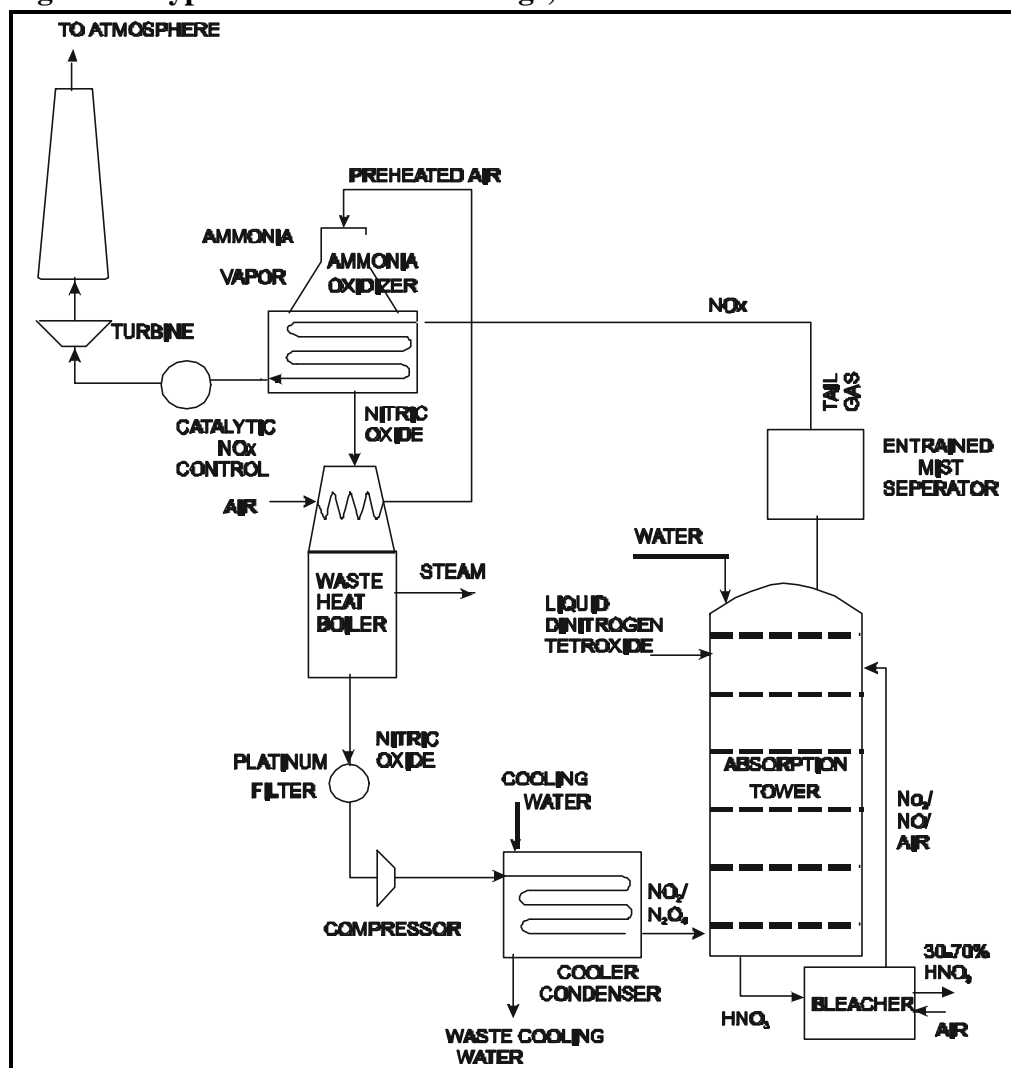 TO ATMOSPHERE
PREHEATED AIR
AMMONIA
VAPOR
AMMONIA
OXIDIZER
NOx
TURBINE
TAIL
GAS
NITRIC
OXIDE
CATALYTIC
NOx
CONTROL
ENTRAINED
MIST
SEPERATOR
AIR
WATER
STEAM
WASTE
HEAT
BOILER
LIQUID
DINITROGEN
TETROXIDE
NITRIC
OXIDE
PLATINUM
FILTER
ABSORPTION
TOWER
COOLING
WATER
No₂/
NO/
AIR
NO₂/
N₂O₄
COMPRESSOR
COOLER
CONDENSER
30-70%
HNO₃
HNO₃
BLEACHER
AIR
WASTE COOLING
WATER